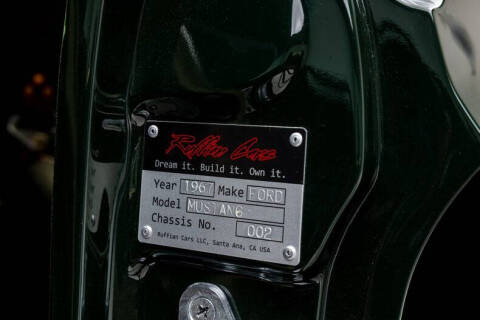 Ruffian Cars
Dream it. Build it. Own it.
Year 1967 Make FORD
Model MUSTANG
Chassis No. 002
Ruffian Cars LLC, Santa Ana, CA USA